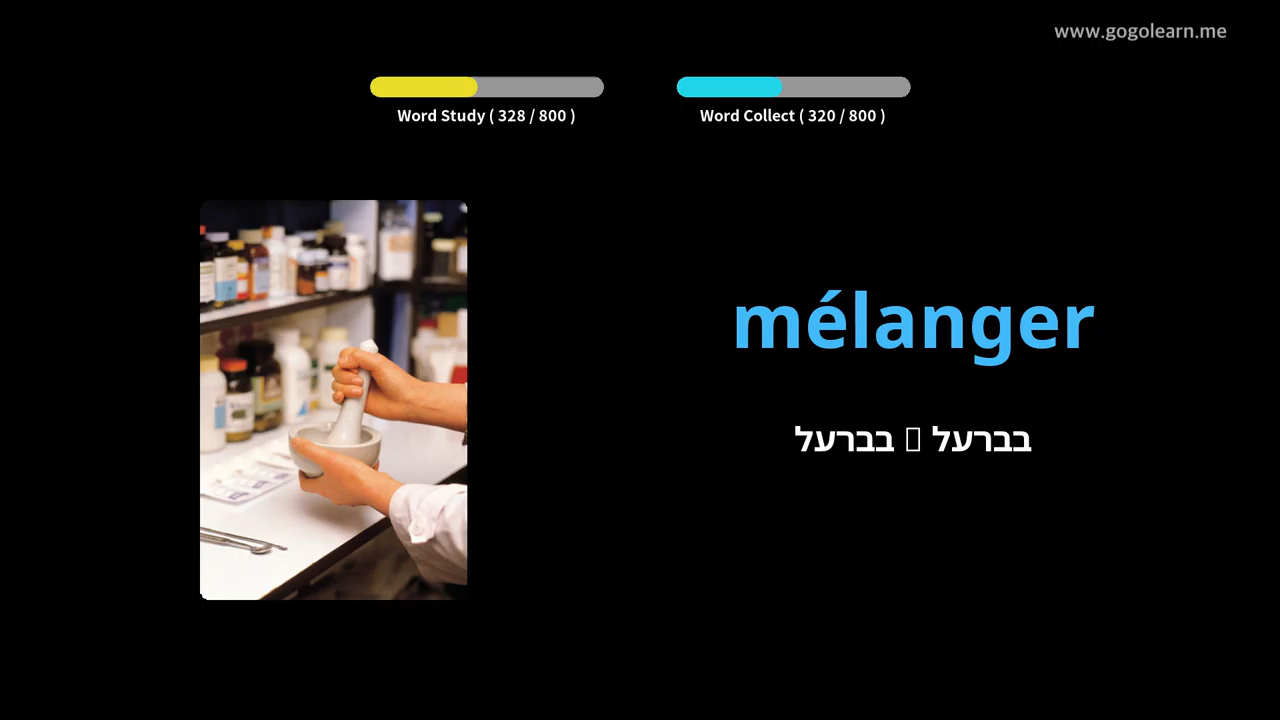 www.gogolearn.me
Word Study ( 328 / 800 )
Word Collect ( 320 / 800 )
mélanger
בברעל בברעל